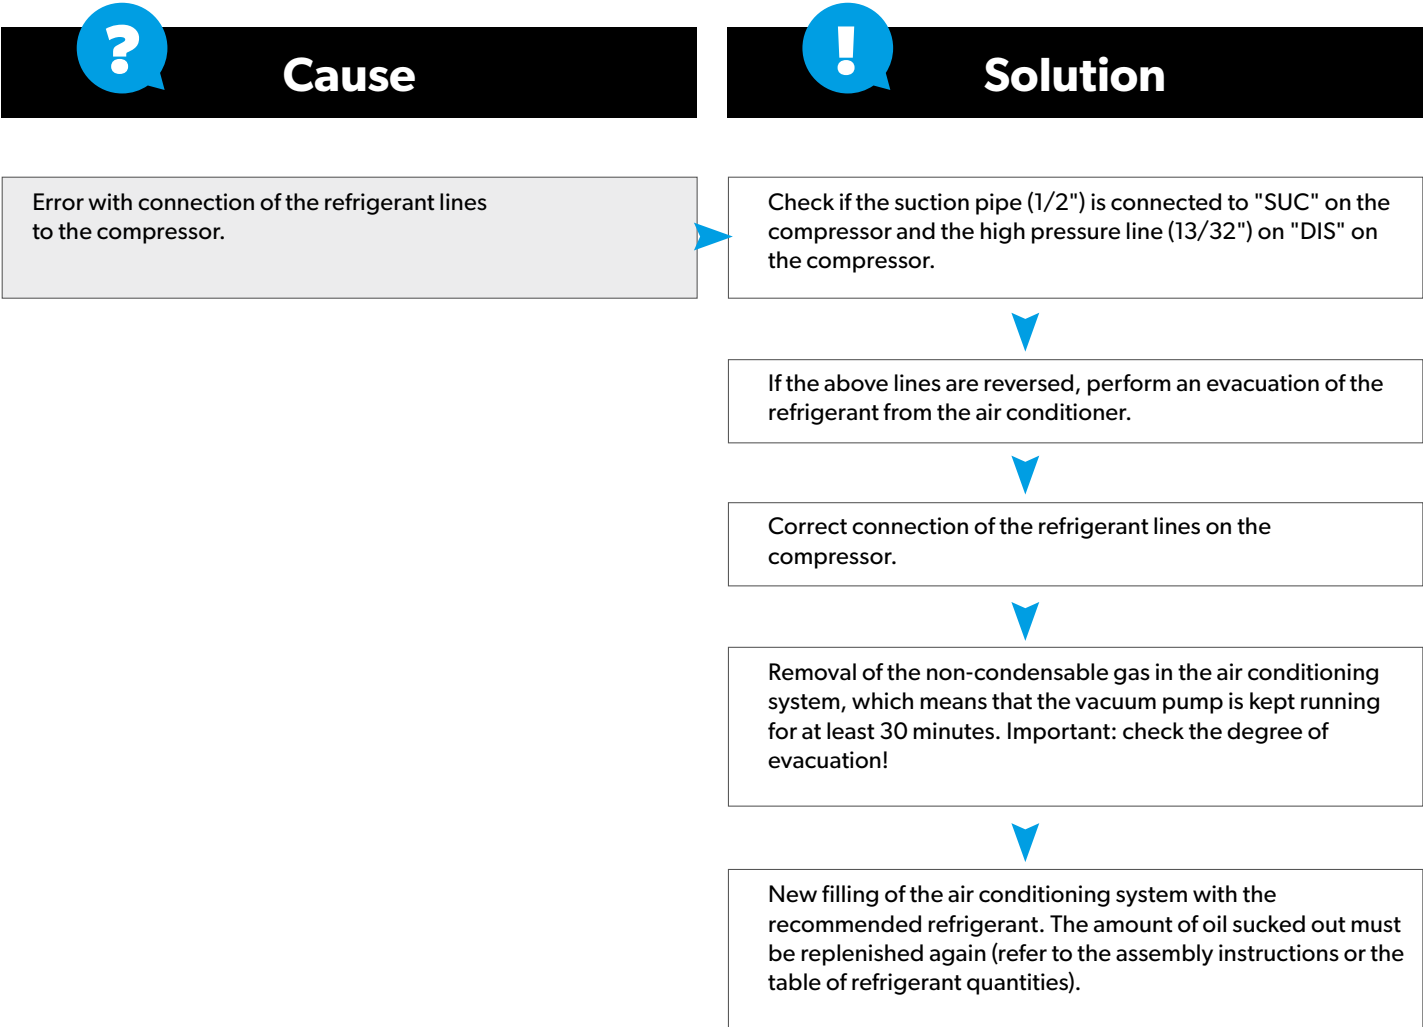 ?
Cause
!
Solution
Error with connection of the refrigerant lines
to the compressor.
Check if the suction pipe (1/2") is connected to "SUC" on the
compressor and the high pressure line (13/32") on "DIS" on
the compressor.
If the above lines are reversed, perform an evacuation of the
refrigerant from the air conditioner.
Correct connection of the refrigerant lines on the
compressor.
Removal of the non-condensable gas in the air conditioning
system, which means that the vacuum pump is kept running
for at least 30 minutes. Important: check the degree of
evacuation!
New filling of the air conditioning system with the
recommended refrigerant. The amount of oil sucked out must
be replenished again (refer to the assembly instructions or the
table of refrigerant quantities).